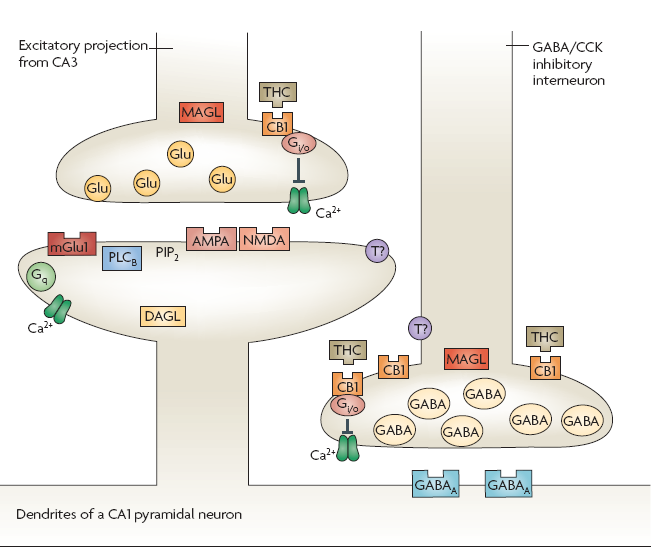 Excitatory projection
from CA3
GABA/CCK
inhibitory
interneuron
THC
MAGL
CB1
Gi/o
Glu
Glu
Glu
Glu
Ca2+
mGlu1
PLCB
PIP2
AMPA
NMDA
T?
Gq
Ca2+
DAGL
T?
THC
THC
MAGL
CB1
CB1
CB1
Gi/o
GABA
GABA
GABA
GABA
GABA
GABA
Ca2+
GABAA
GABAA
Dendrites of a CA1 pyramidal neuron